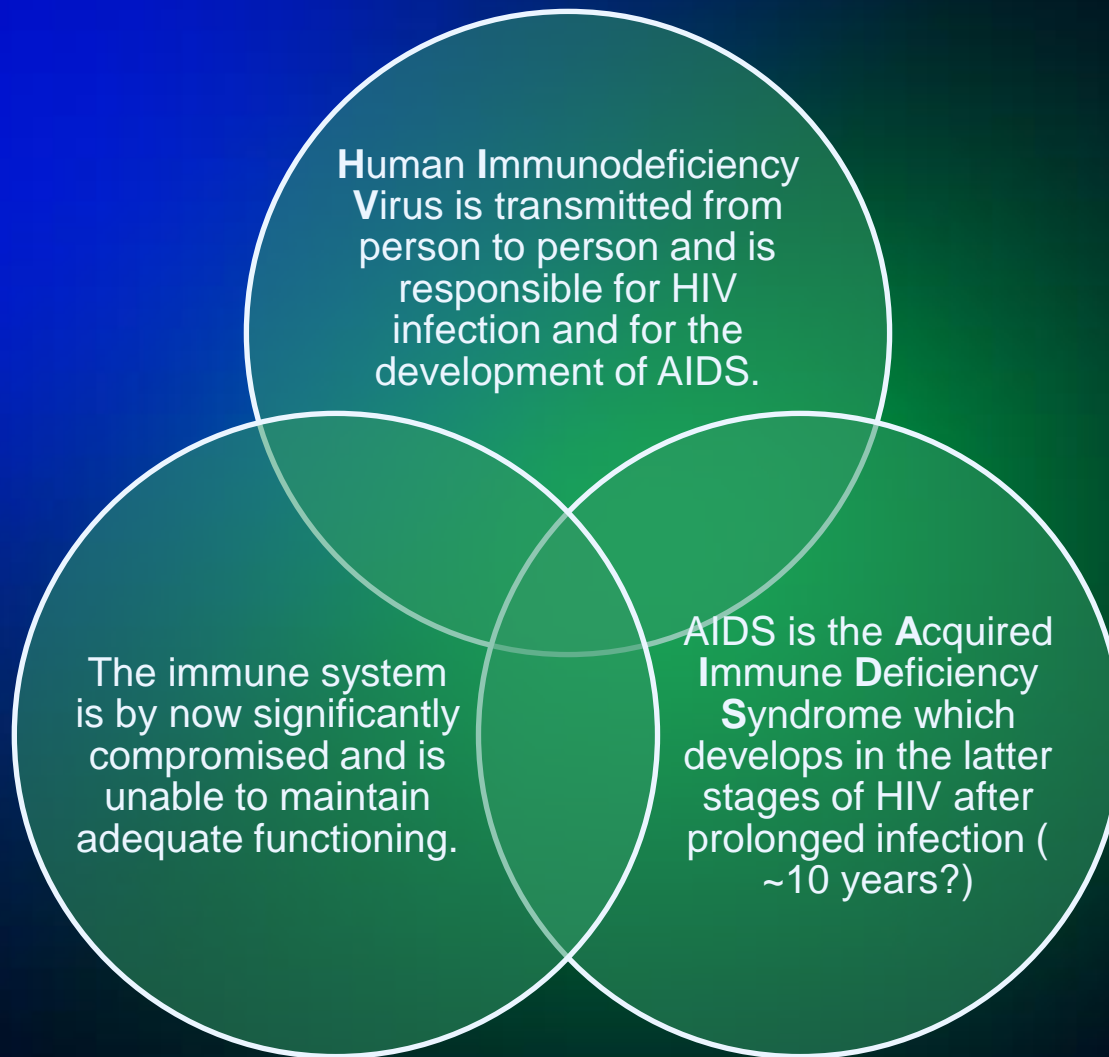 Human Immunodeficiency
Virus is transmitted from
person to person and is
responsible for HIV
infection and for the
development of AIDS.
AIDS is the Acquired
Immune Deficiency
Syndrome which
develops in the latter
stages of HIV after
prolonged infection (
~10 years?)
The immune system
is by now significantly
compromised and is
unable to maintain
adequate functioning.